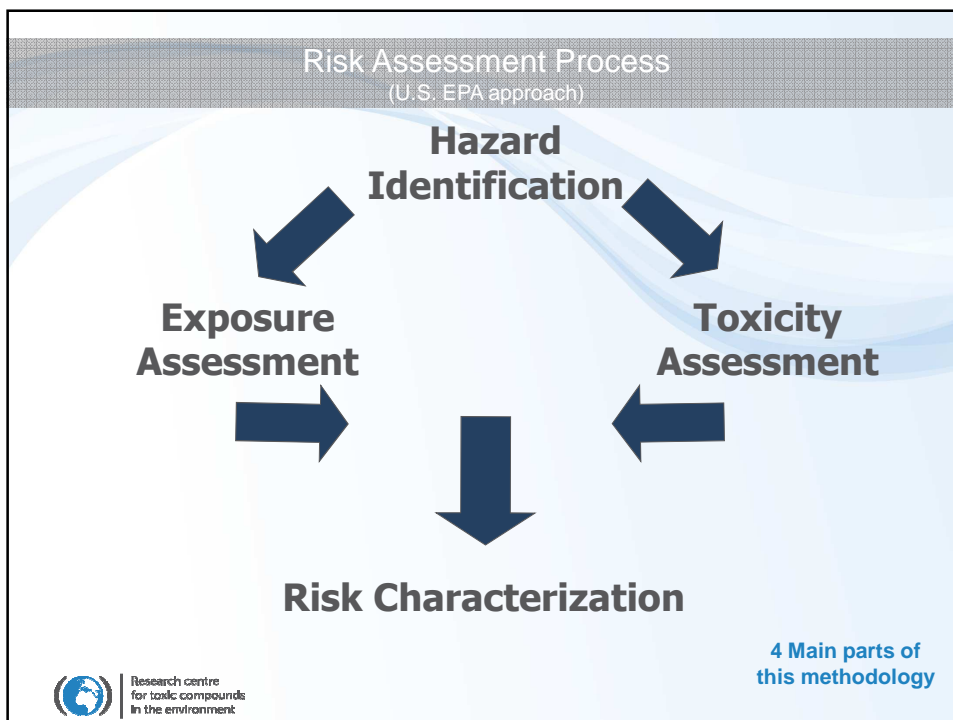 Risk Assessment Process
(U.S. EPA approach)
Hazard
Identification
Exposure
Assessment
Toxicity
Assessment
Risk Characterization
4 Main parts of
this methodology
Research centre
for toxic compounds
in the environment